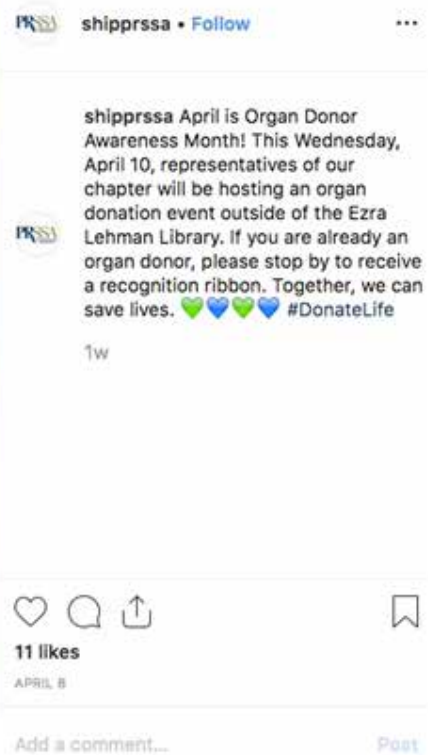 PRSSA shipprssa • Follow •••
shipprssa April is Organ Donor
Awareness Month! This Wednesday,
April 10, representatives of our
chapter will be hosting an organ
donation event outside of the Ezra
PRSSA
Lehman Library. If you are already an
organ donor, please stop by to receive
a recognition ribbon. Together, we can
save lives. 💚💙💚💙 #DonateLife
1w
11 likes
APRIL 8
Add a comment... Post